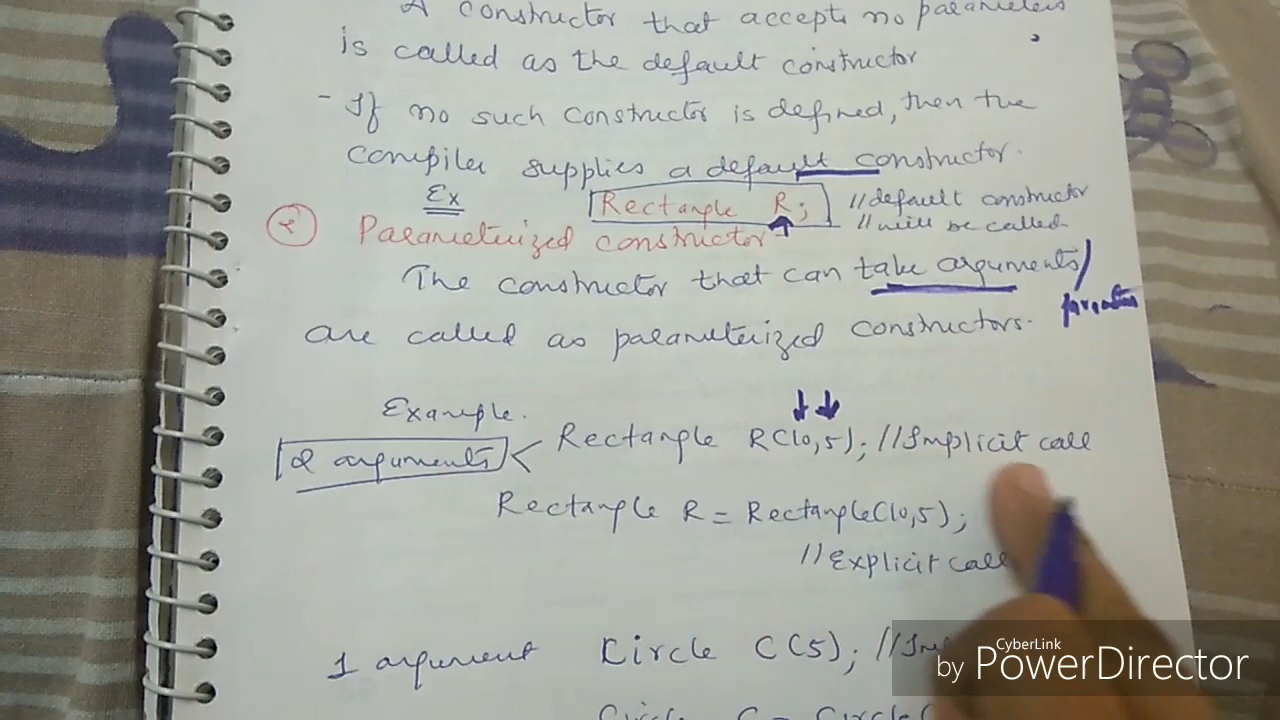 A constructor that accepts no parameters
is called as the default constructor
- If no such constructor is defined, then the
compiler supplies a default constructor.
Ex
Rectangle R; //default constructor
//will be called
2 Parameterized constructor
The constructor that can take arguments/
are called as parameterized constructors.
Example.
2 arguments < Rectangle R(10,5); //Implicit call
Rectangle R = Rectangle(10,5);
//Explicit call
1 argument Circle C(5); //Im
Circle C = Circle(
CyberLink
by PowerDirector